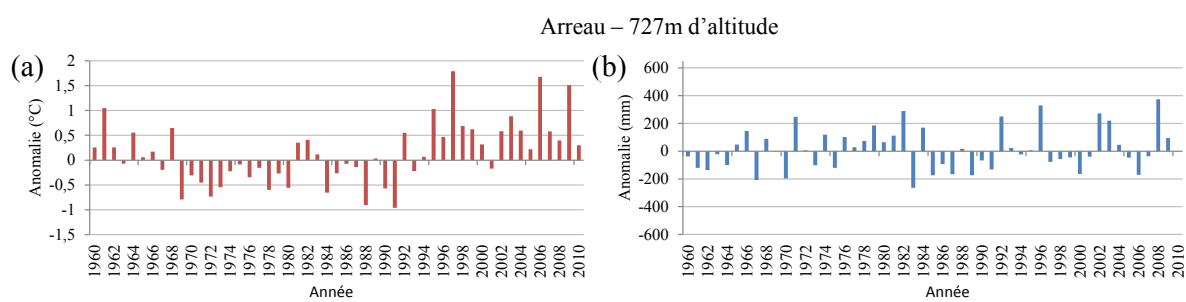 Arreau – 727m d’altitude
(a)
Anomalie (°C)
2
1,5
1
0,5
0
-0,5
-1
-1,5
1960 1962 1964 1966 1968 1970 1972 1974 1976 1978 1980 1982 1984 1986 1988 1990 1992 1994 1996 1998 2000 2002 2004 2006 2008 2010
Année
(b)
Anomalie (mm)
600
400
200
0
-200
-400
-600
1960 1962 1964 1966 1968 1970 1972 1974 1976 1978 1980 1982 1984 1986 1988 1990 1992 1994 1996 1998 2000 2002 2004 2006 2008 2010
Année